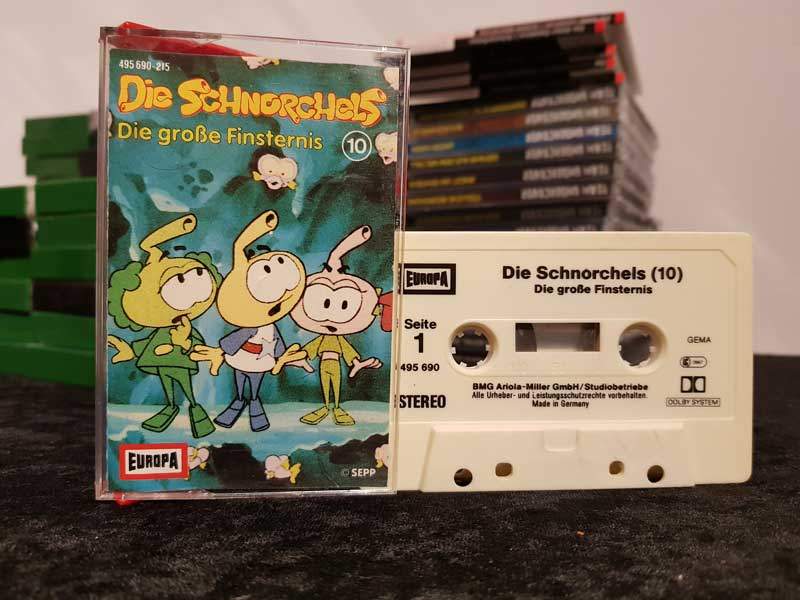 495 690-215
Die Schnorchels
Die große Finsternis
10
EUROPA
© SEPP
EUROPA
Die Schnorchels (10)
Die große Finsternis
Seite
1
495 690
STEREO
GEMA
BMG Ariola-Miller GmbH/Studiobetriebe
Alle Urheber- und Leistungsschutzrechte vorbehalten.
Made in Germany
DOLBY SYSTEM